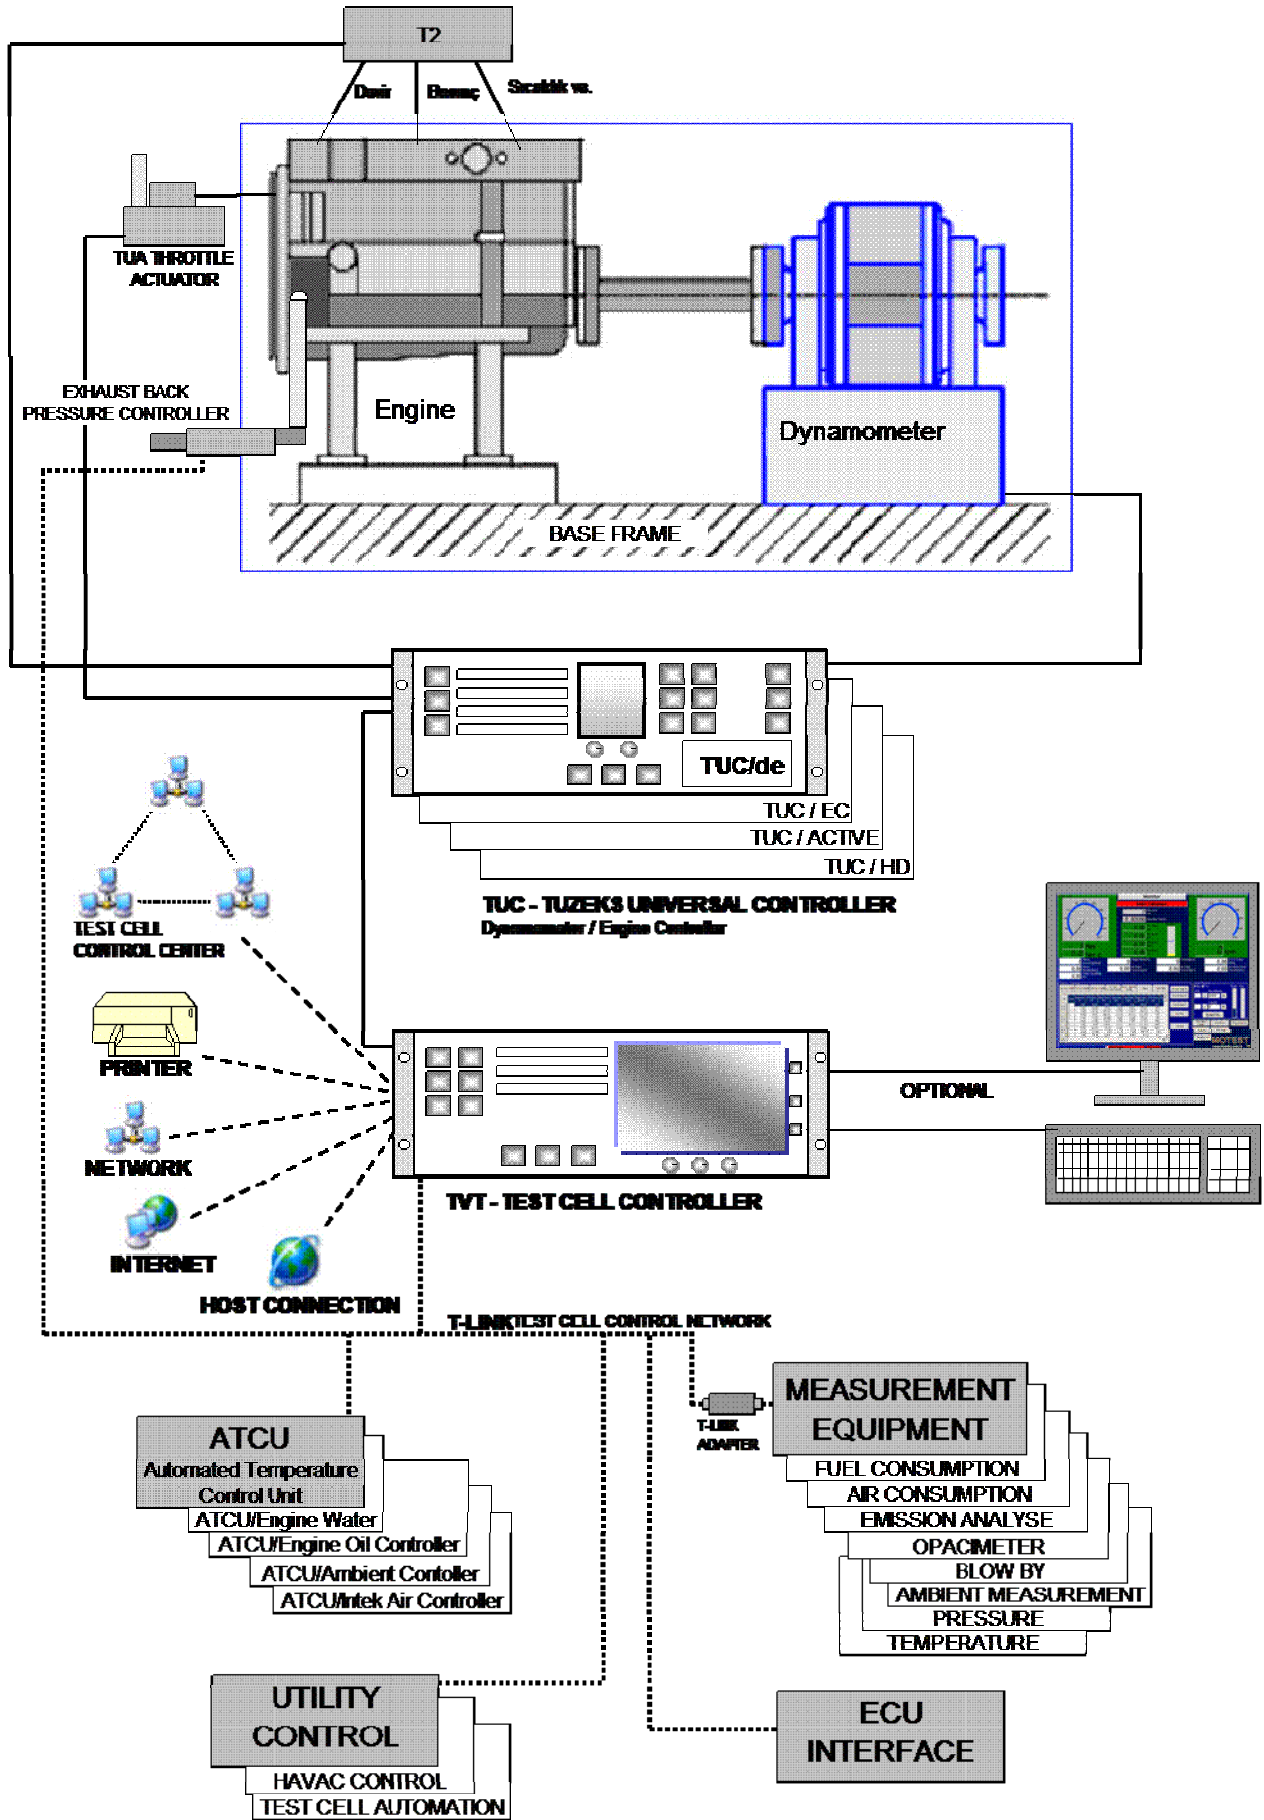 T2
Devir
Basınç
Sıcaklık vs.
TUA THROTTLE
ACTUATOR
EXHAUST BACK
PRESSURE CONTROLLER
Engine
Dynamometer
BASE FRAME
TUC/de
TUC / EC
TUC / ACTIVE
TUC / HD
TUC - TUZEKS UNIVERSAL CONTROLLER
Dynamometer / Engine Controller
TEST CELL
CONTROL CENTER
PRINTER
NETWORK
INTERNET
HOST CONNECTION
OPTIONAL
TVT - TEST CELL CONTROLLER
T-LINK TEST CELL CONTROL NETWORK
T-LINK
ADAPTER
ATCU
Automated Temperature
Control Unit
ATCU/Engine Water
ATCU/Engine Oil Controller
ATCU/Ambient Contoller
ATCU/Intek Air Controller
MEASUREMENT
EQUIPMENT
FUEL CONSUMPTION
AIR CONSUMPTION
EMISSION ANALYSE
OPACIMETER
BLOW BY
AMBIENT MEASUREMENT
PRESSURE
TEMPERATURE
UTILITY
CONTROL
HAVAC CONTROL
TEST CELL AUTOMATION
ECU
INTERFACE